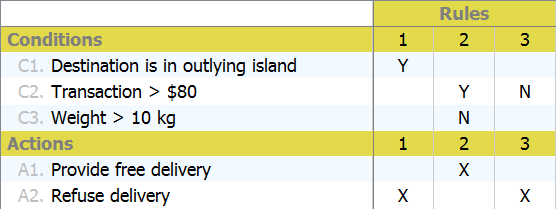 Rules
Conditions 1 2 3
C1. Destination is in outlying island Y
C2. Transaction > $80 Y N
C3. Weight > 10 kg N
Actions 1 2 3
A1. Provide free delivery X
A2. Refuse delivery X X